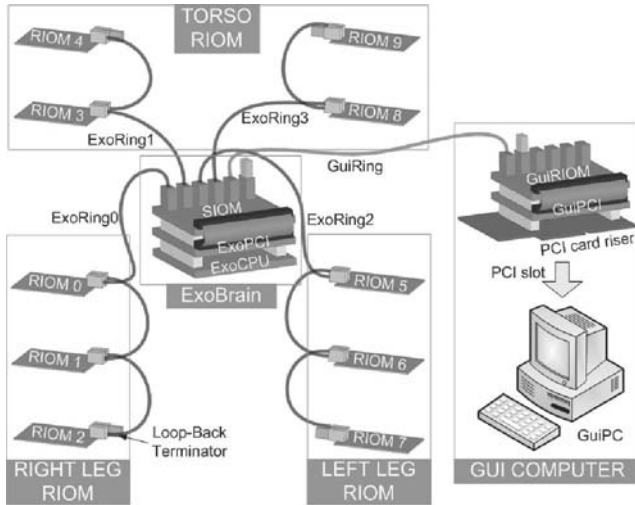 TORSO
RIOM
RIOM 4
RIOM 9
RIOM 3
RIOM 8
ExoRing1
ExoRing3
GuiRing
ExoRing0
ExoRing2
SIOM
ExoPCI
ExoCPU
ExoBrain
GuiRIOM
GuiPCI
PCI card riser
PCI slot
GuiPC
GUI COMPUTER
RIOM 0
RIOM 1
RIOM 2
Loop-Back
Terminator
RIGHT LEG
RIOM
RIOM 5
RIOM 6
RIOM 7
LEFT LEG
RIOM